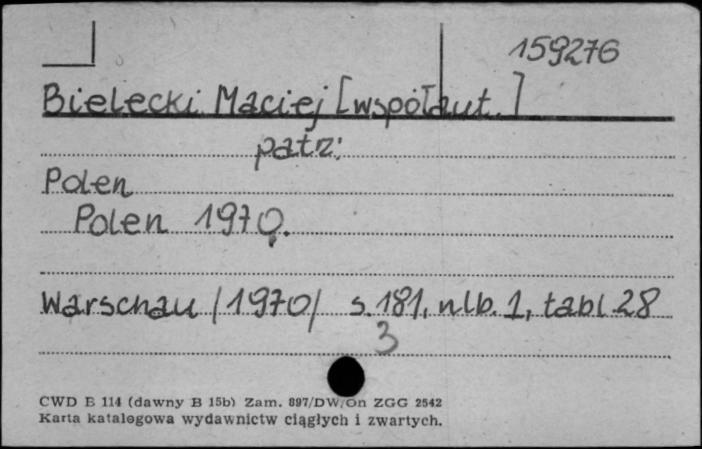 159276
Bielecki Maciej [współaut.]
patrz:
Polen
Polen 1970.
Warschau /1970/ s. 181, nlb. 1, tabl. 28
3
CWD B 114 (dawny B 15b) Zam. 897/DW/On ZGG 2542
Karta katalogowa wydawnictw ciągłych i zwartych.